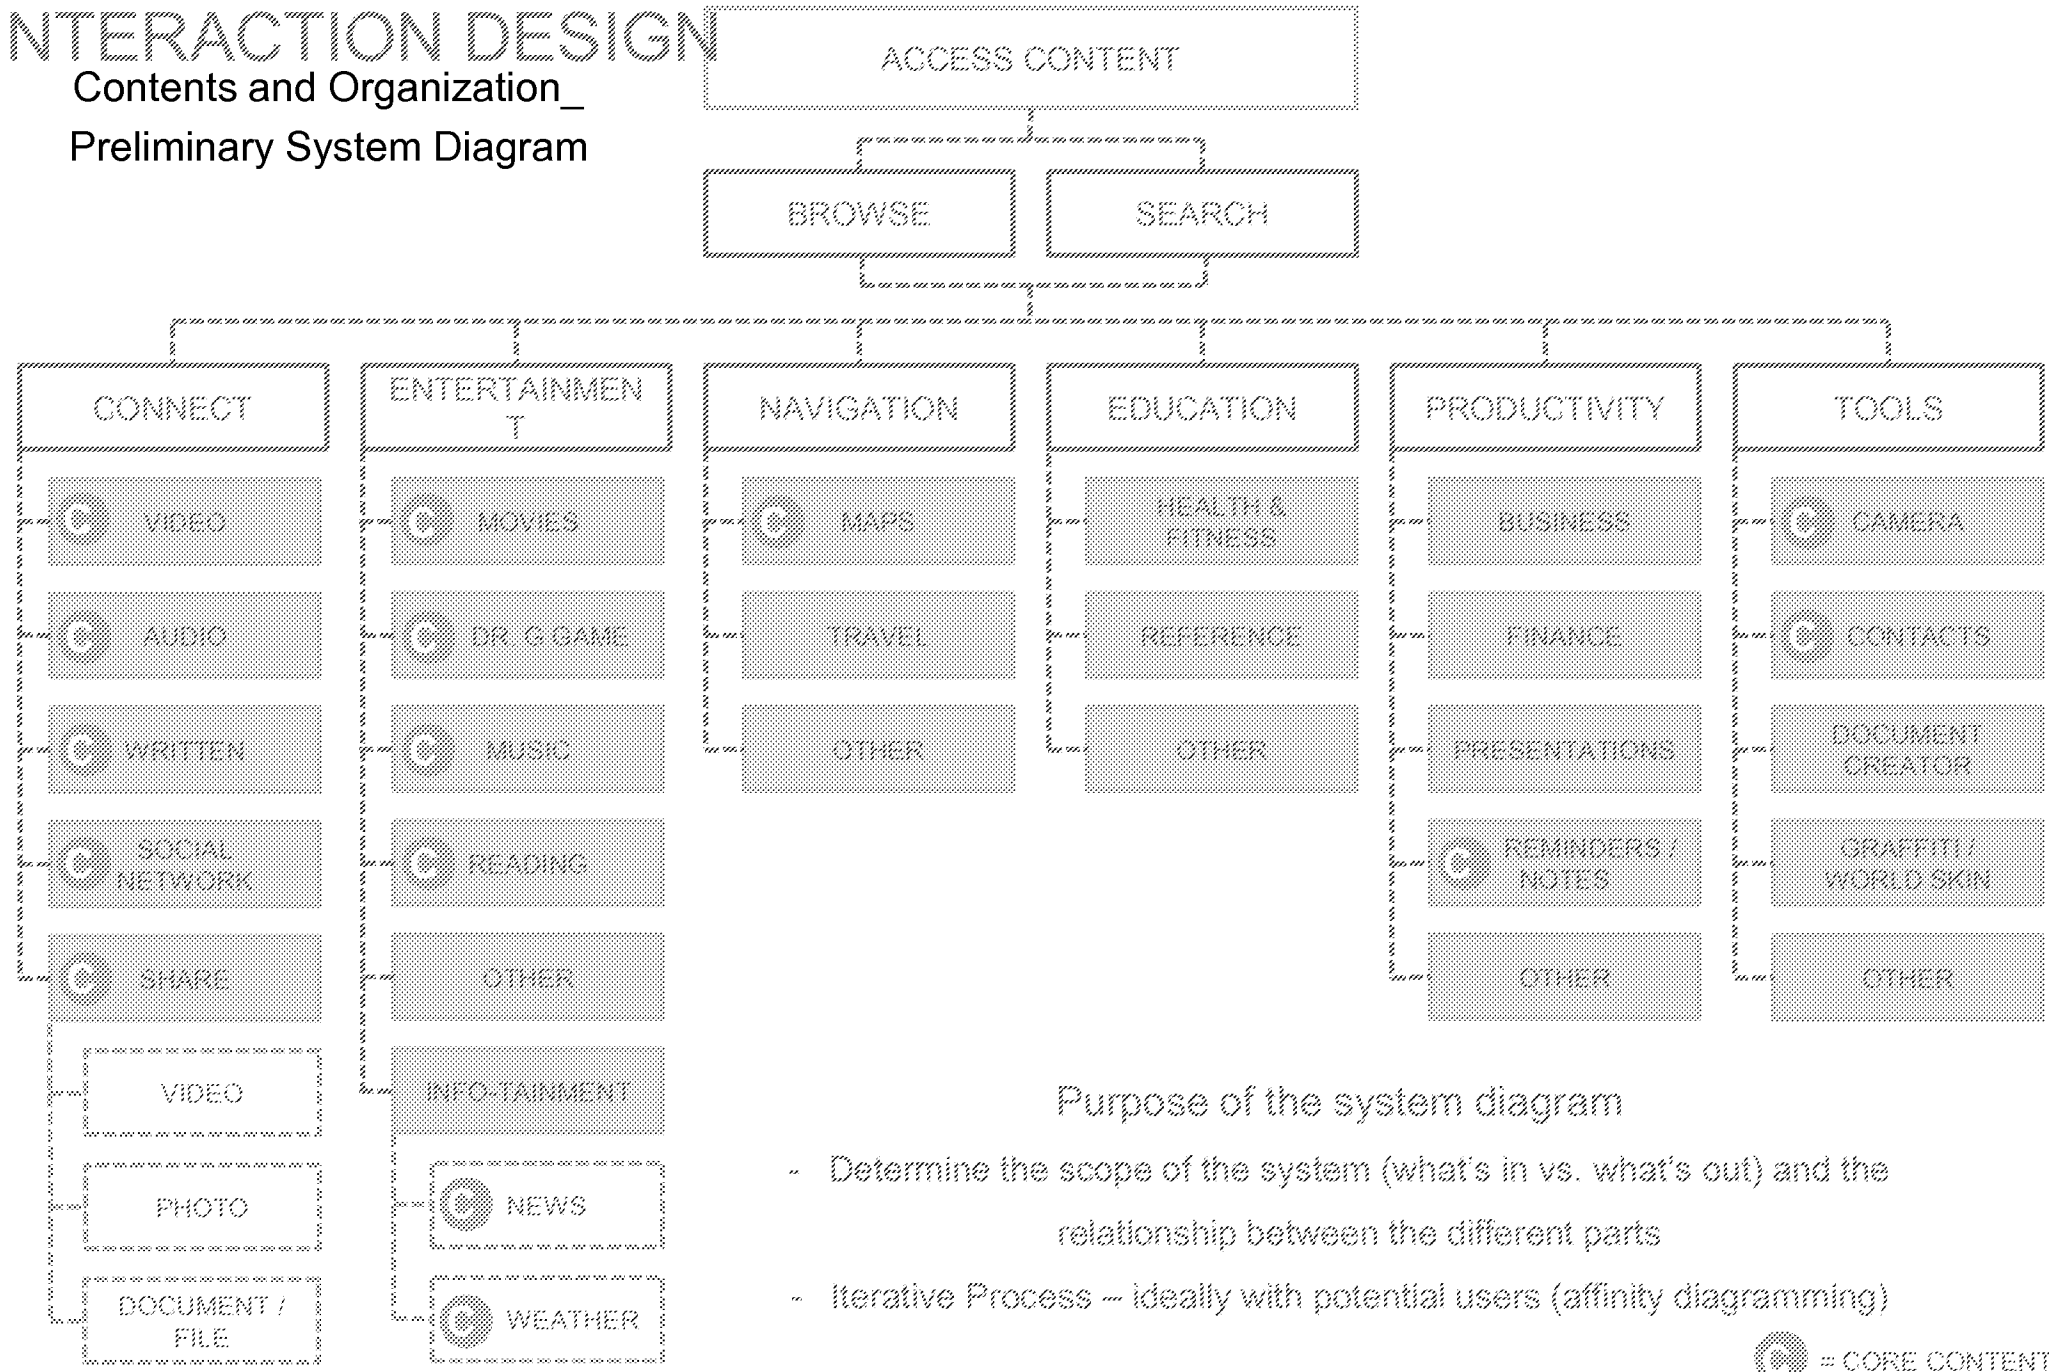 NTERACTION DESIGN
Contents and Organization_
Preliminary System Diagram
ACCESS CONTENT
BROWSE
SEARCH
CONNECT
ENTERTAINMEN
T
NAVIGATION
EDUCATION
PRODUCTIVITY
TOOLS
C VIDEO
C AUDIO
C WRITTEN
C SOCIAL
NETWORK
C SHARE
VIDEO
PHOTO
DOCUMENT /
FILE
C MOVIES
C DR. G GAME
C MUSIC
C READING
OTHER
INFO-TAINMENT
C NEWS
C WEATHER
C MAPS
TRAVEL
OTHER
HEALTH &
FITNESS
REFERENCE
OTHER
BUSINESS
FINANCE
PRESENTATIONS
C REMINDERS /
NOTES
OTHER
C CAMERA
C CONTACTS
DOCUMENT
CREATOR
GRAFFITI /
WORLD SKIN
OTHER
Purpose of the system diagram
- Determine the scope of the system (what's in vs. what's out) and the
relationship between the different parts
- Iterative Process – ideally with potential users (affinity diagramming)
C = CORE CONTENT